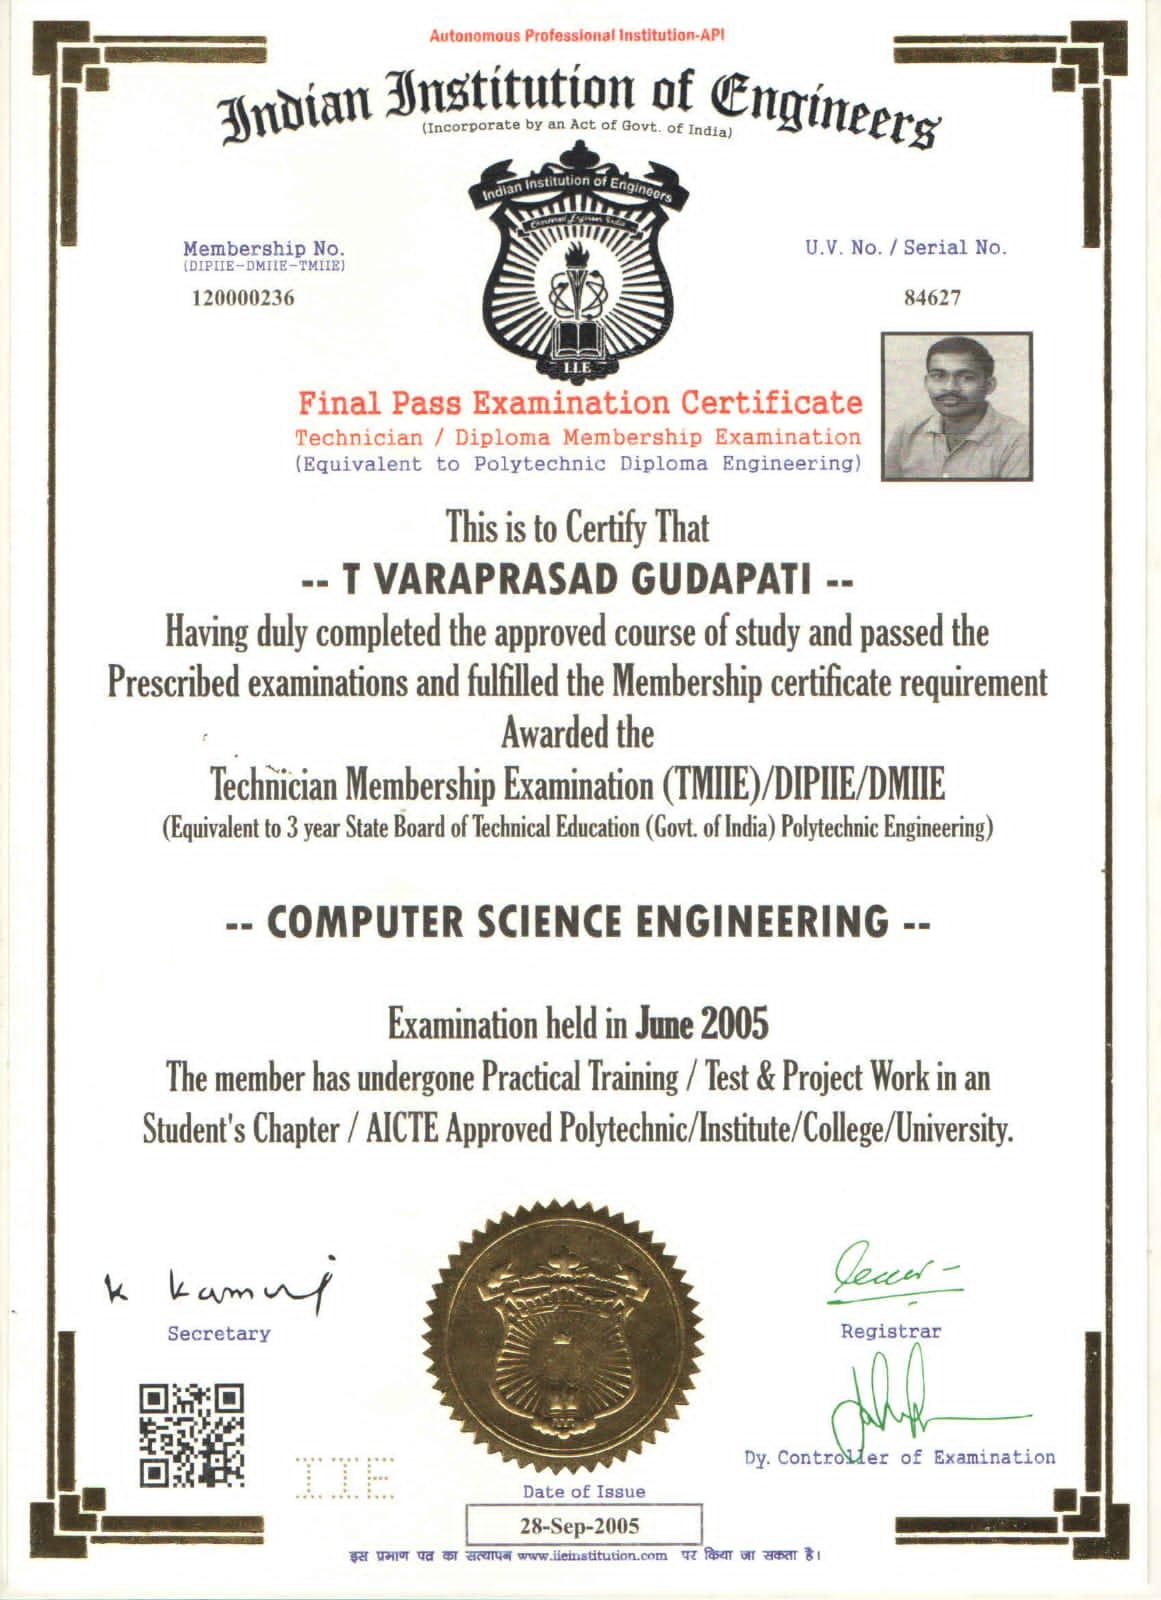 Autonomous Professional Institution-API
Indian Institution of Engineers
(Incorporate by an Act of Govt. of India)
Indian Institution of Engineers
I.I.E
Membership No.
(DIPIIE-DMIIE-TMIIE)
120000236
U.V. No. / Serial No.
84627
Final Pass Examination Certificate
Technician / Diploma Membership Examination
(Equivalent to Polytechnic Diploma Engineering)
This is to Certify That
-- T VARAPRASAD GUDAPATI --
Having duly completed the approved course of study and passed the
Prescribed examinations and fulfilled the Membership certificate requirement
Awarded the
Technician Membership Examination (TMIIE)/DIPIIE/DMIIE
(Equivalent to 3 year State Board of Technical Education (Govt. of India) Polytechnic Engineering)
-- COMPUTER SCIENCE ENGINEERING --
Examination held in June 2005
The member has undergone Practical Training / Test & Project Work in an
Student's Chapter / AICTE Approved Polytechnic/Institute/College/University.
Secretary
Registrar
Dy. Controller of Examination
IIE
Date of Issue
28-Sep-2005
इस प्रमाण पत्र का सत्यापन www.iieinstitution.com पर किया जा सकता है।